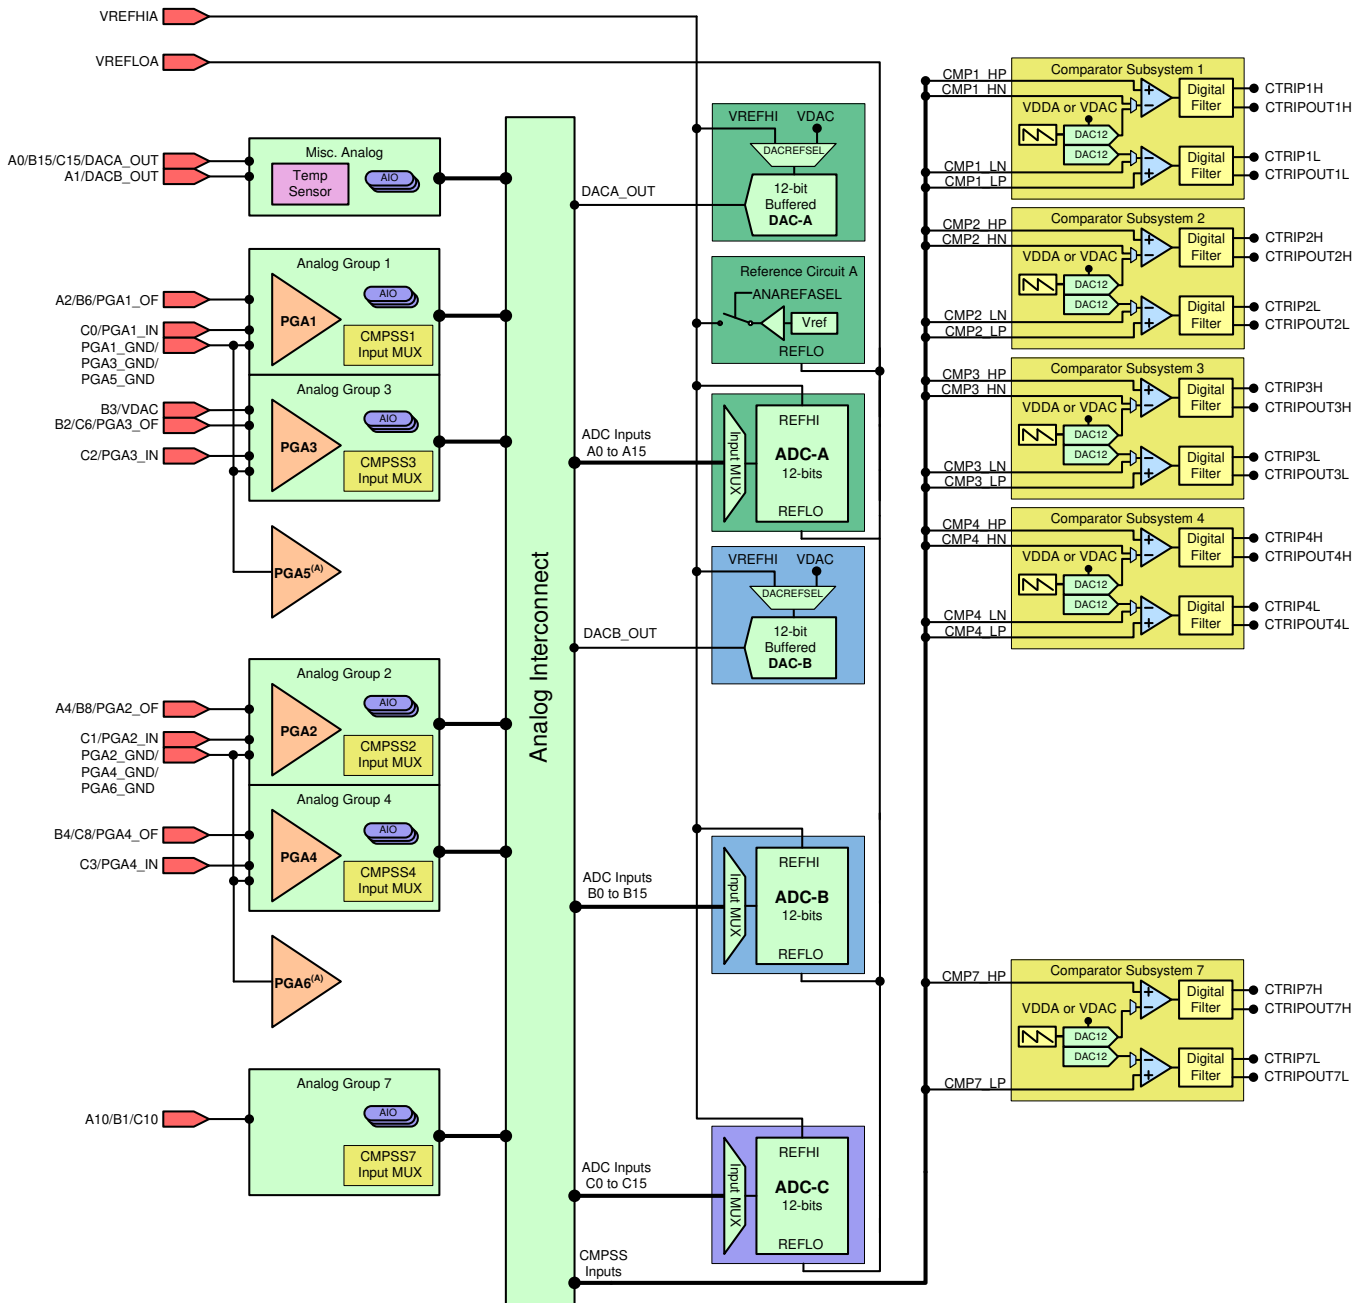 VREFHIA
VREFLOA
A0/B15/C15/DACA_OUT
A1/DACB_OUT
Misc. Analog
Temp
Sensor
AIO
Analog Group 1
A2/B6/PGA1_OF
C0/PGA1_IN
PGA1_GND/
PGA3_GND/
PGA5_GND
PGA1
AIO
CMPSS1
Input MUX
Analog Group 3
B3/VDAC
B2/C6/PGA3_OF
C2/PGA3_IN
PGA3
AIO
CMPSS3
Input MUX
PGA5(A)
Analog Group 2
A4/B8/PGA2_OF
C1/PGA2_IN
PGA2_GND/
PGA4_GND/
PGA6_GND
PGA2
AIO
CMPSS2
Input MUX
Analog Group 4
B4/C8/PGA4_OF
C3/PGA4_IN
PGA4
AIO
CMPSS4
Input MUX
PGA6(A)
Analog Group 7
A10/B1/C10
AIO
CMPSS7
Input MUX
Analog Interconnect
DACA_OUT
VREFHI
VDAC
DACREFSEL
12-bit
Buffered
DAC-A
Reference Circuit A
ANAREFASEL
Vref
REFLO
ADC Inputs
A0 to A15
Input MUX
REFHI
ADC-A
12-bits
REFLO
DACB_OUT
VREFHI
VDAC
DACREFSEL
12-bit
Buffered
DAC-B
ADC Inputs
B0 to B15
Input MUX
REFHI
ADC-B
12-bits
REFLO
ADC Inputs
C0 to C15
Input MUX
REFHI
ADC-C
12-bits
REFLO
CMPSS
Inputs
Comparator Subsystem 1
CMP1_HP
CMP1_HN
VDDA or VDAC
DAC12
DAC12
CMP1_LN
CMP1_LP
Digital
Filter
Digital
Filter
CTRIP1H
CTRIPOUT1H
CTRIP1L
CTRIPOUT1L
Comparator Subsystem 2
CMP2_HP
CMP2_HN
VDDA or VDAC
DAC12
DAC12
CMP2_LN
CMP2_LP
Digital
Filter
Digital
Filter
CTRIP2H
CTRIPOUT2H
CTRIP2L
CTRIPOUT2L
Comparator Subsystem 3
CMP3_HP
CMP3_HN
VDDA or VDAC
DAC12
DAC12
CMP3_LN
CMP3_LP
Digital
Filter
Digital
Filter
CTRIP3H
CTRIPOUT3H
CTRIP3L
CTRIPOUT3L
Comparator Subsystem 4
CMP4_HP
CMP4_HN
VDDA or VDAC
DAC12
DAC12
CMP4_LN
CMP4_LP
Digital
Filter
Digital
Filter
CTRIP4H
CTRIPOUT4H
CTRIP4L
CTRIPOUT4L
Comparator Subsystem 7
CMP7_HP
VDDA or VDAC
DAC12
DAC12
CMP7_LP
Digital
Filter
Digital
Filter
CTRIP7H
CTRIPOUT7H
CTRIP7L
CTRIPOUT7L